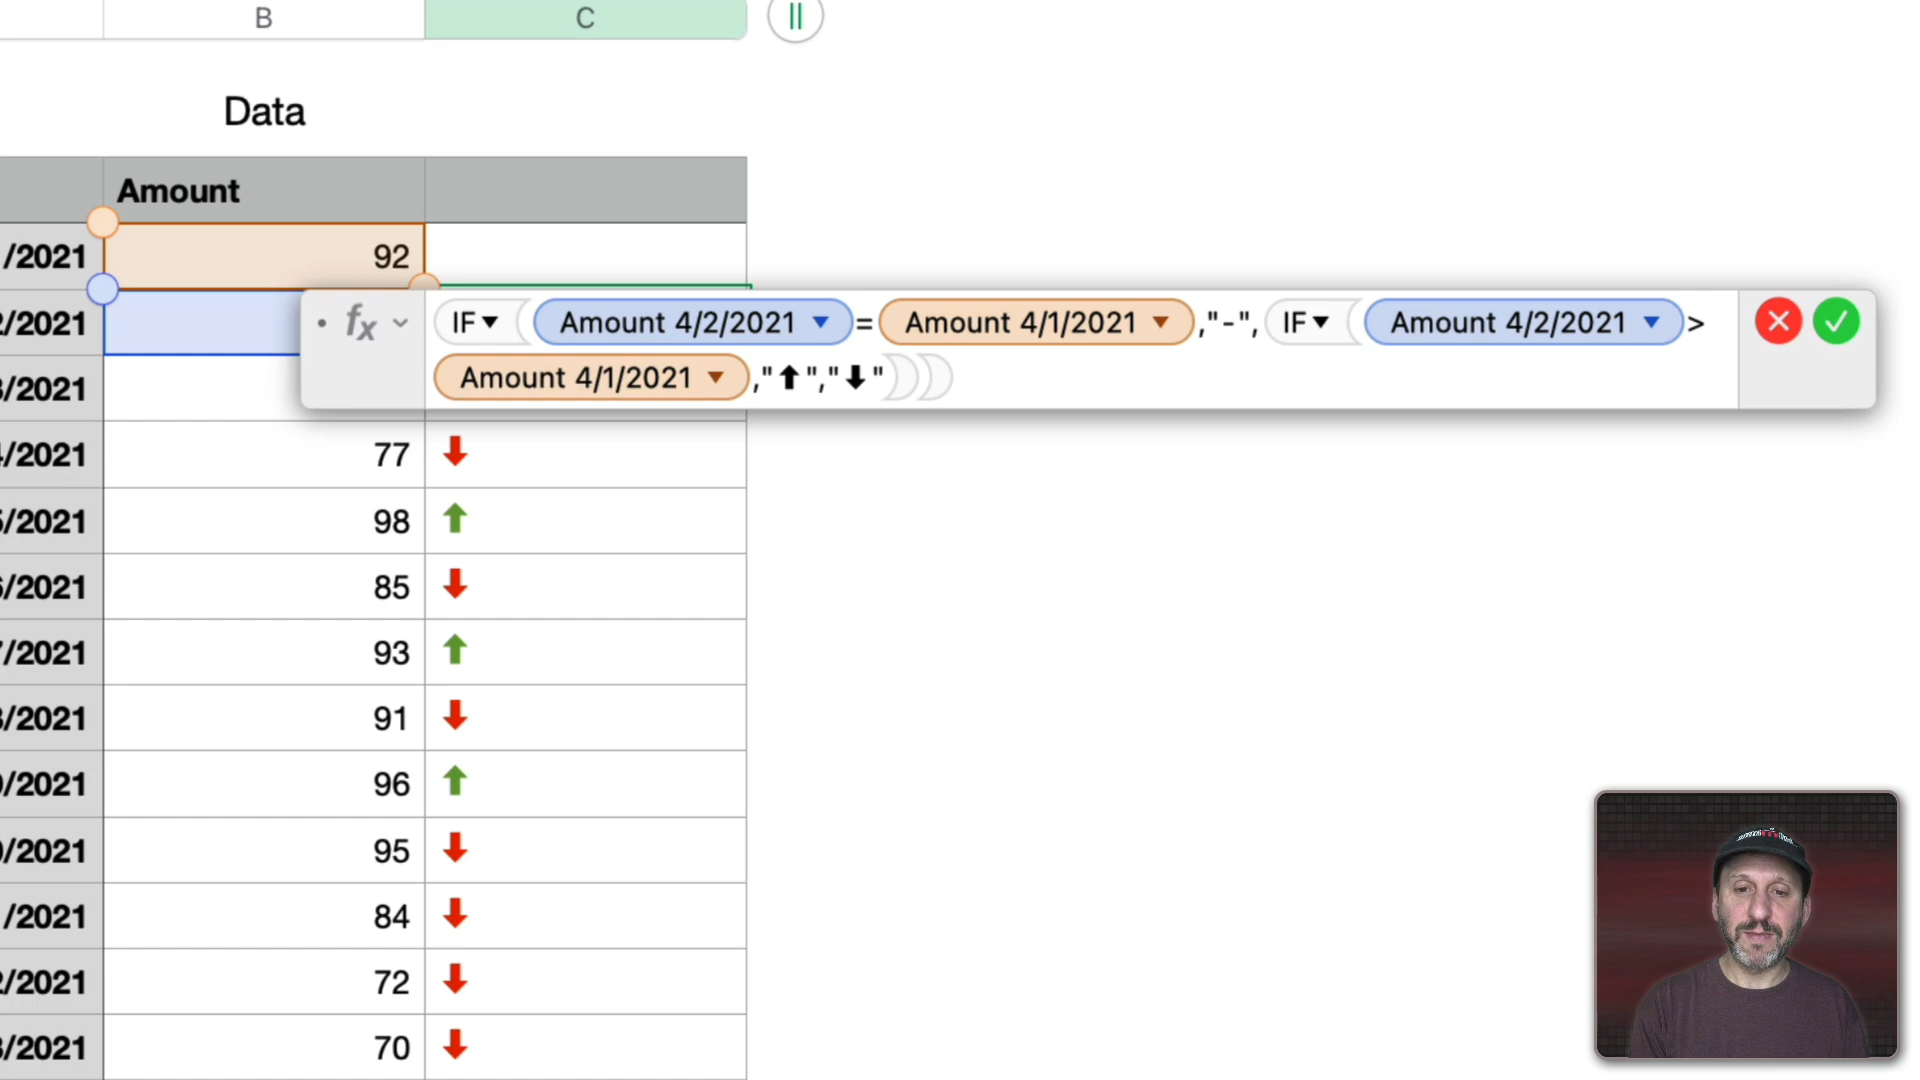 B C
Data
Amount
/2021 92
2/2021 fx IF Amount 4/2/2021 = Amount 4/1/2021 ,"-", IF Amount 4/2/2021 >
3/2021 Amount 4/1/2021 ,"⬆","⬇"
4/2021 77 ⬇
5/2021 98 ⬆
6/2021 85 ⬇
7/2021 93 ⬆
8/2021 91 ⬇
9/2021 96 ⬆
0/2021 95 ⬇
/2021 84 ⬇
2/2021 72 ⬇
3/2021 70 ⬇